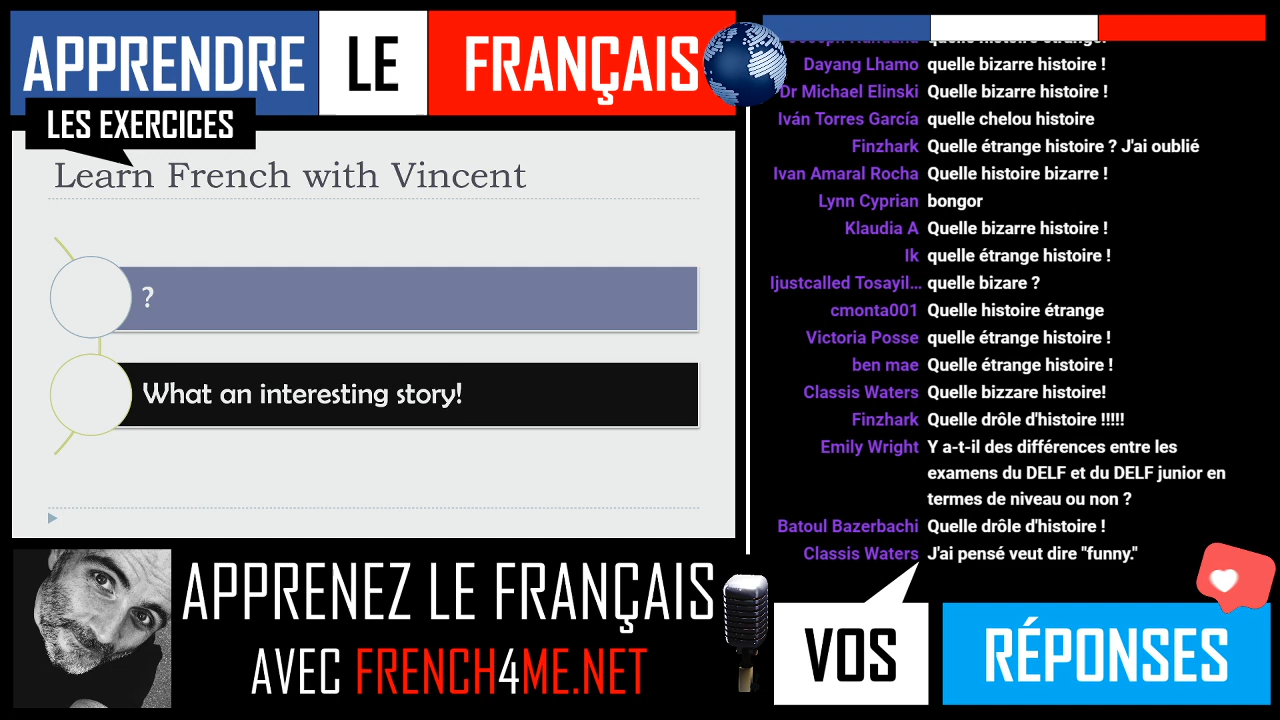 APPRENDRE LE FRANÇAIS
LES EXERCICES
Learn French with Vincent
?
What an interesting story!
APPRENEZ LE FRANÇAIS
AVEC FRENCH4ME.NET
Dayang Lhamo quelle bizarre histoire !
Dr Michael Elinski Quelle bizarre histoire !
Iván Torres García quelle chelou histoire
Finzhark Quelle étrange histoire ? J'ai oublié
Ivan Amaral Rocha Quelle histoire bizarre !
Lynn Cyprian bongor
Klaudia A Quelle bizarre histoire !
Ik quelle étrange histoire !
Ijustcalled Tosayil... quelle bizare ?
cmonta001 Quelle histoire étrange
Victoria Posse quelle étrange histoire !
ben mae Quelle étrange histoire !
Classis Waters Quelle bizzare histoire!
Finzhark Quelle drôle d'histoire !!!!!
Emily Wright Y a-t-il des différences entre les
examens du DELF et du DELF junior en
termes de niveau ou non ?
Batoul Bazerbachi Quelle drôle d'histoire !
Classis Waters J'ai pensé veut dire "funny."
VOS RÉPONSES